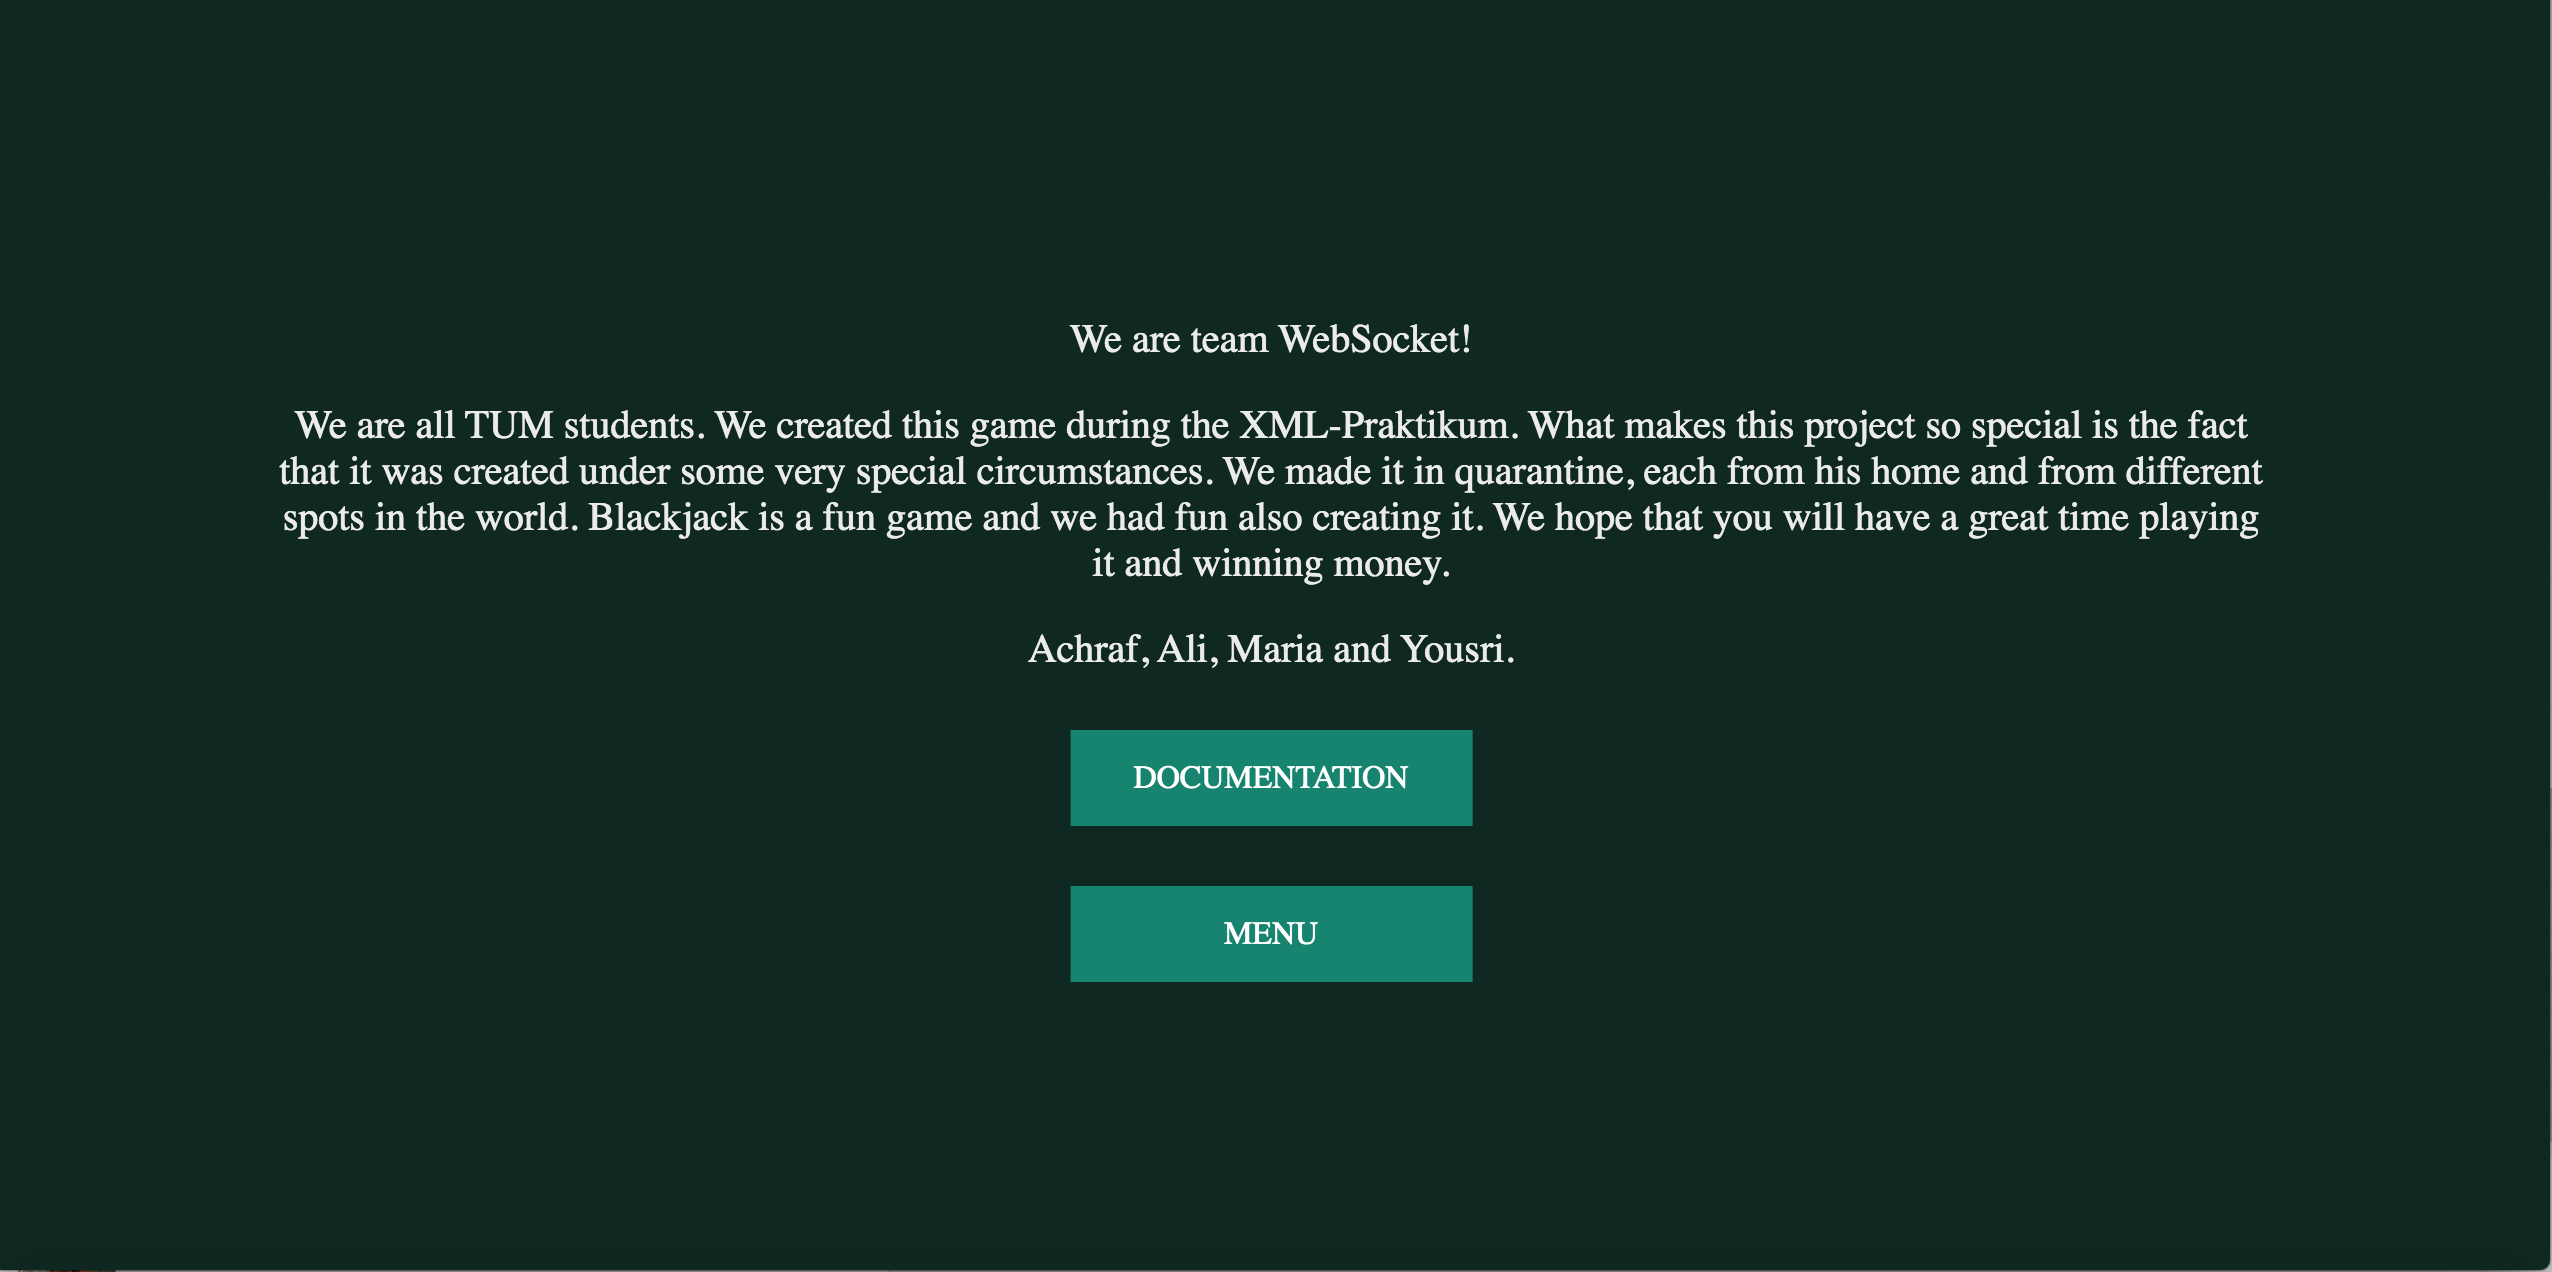 We are team WebSocket!
We are all TUM students. We created this game during the XML-Praktikum. What makes this project so special is the fact
that it was created under some very special circumstances. We made it in quarantine, each from his home and from different
spots in the world. Blackjack is a fun game and we had fun also creating it. We hope that you will have a great time playing
it and winning money.
Achraf, Ali, Maria and Yousri.
DOCUMENTATION
MENU